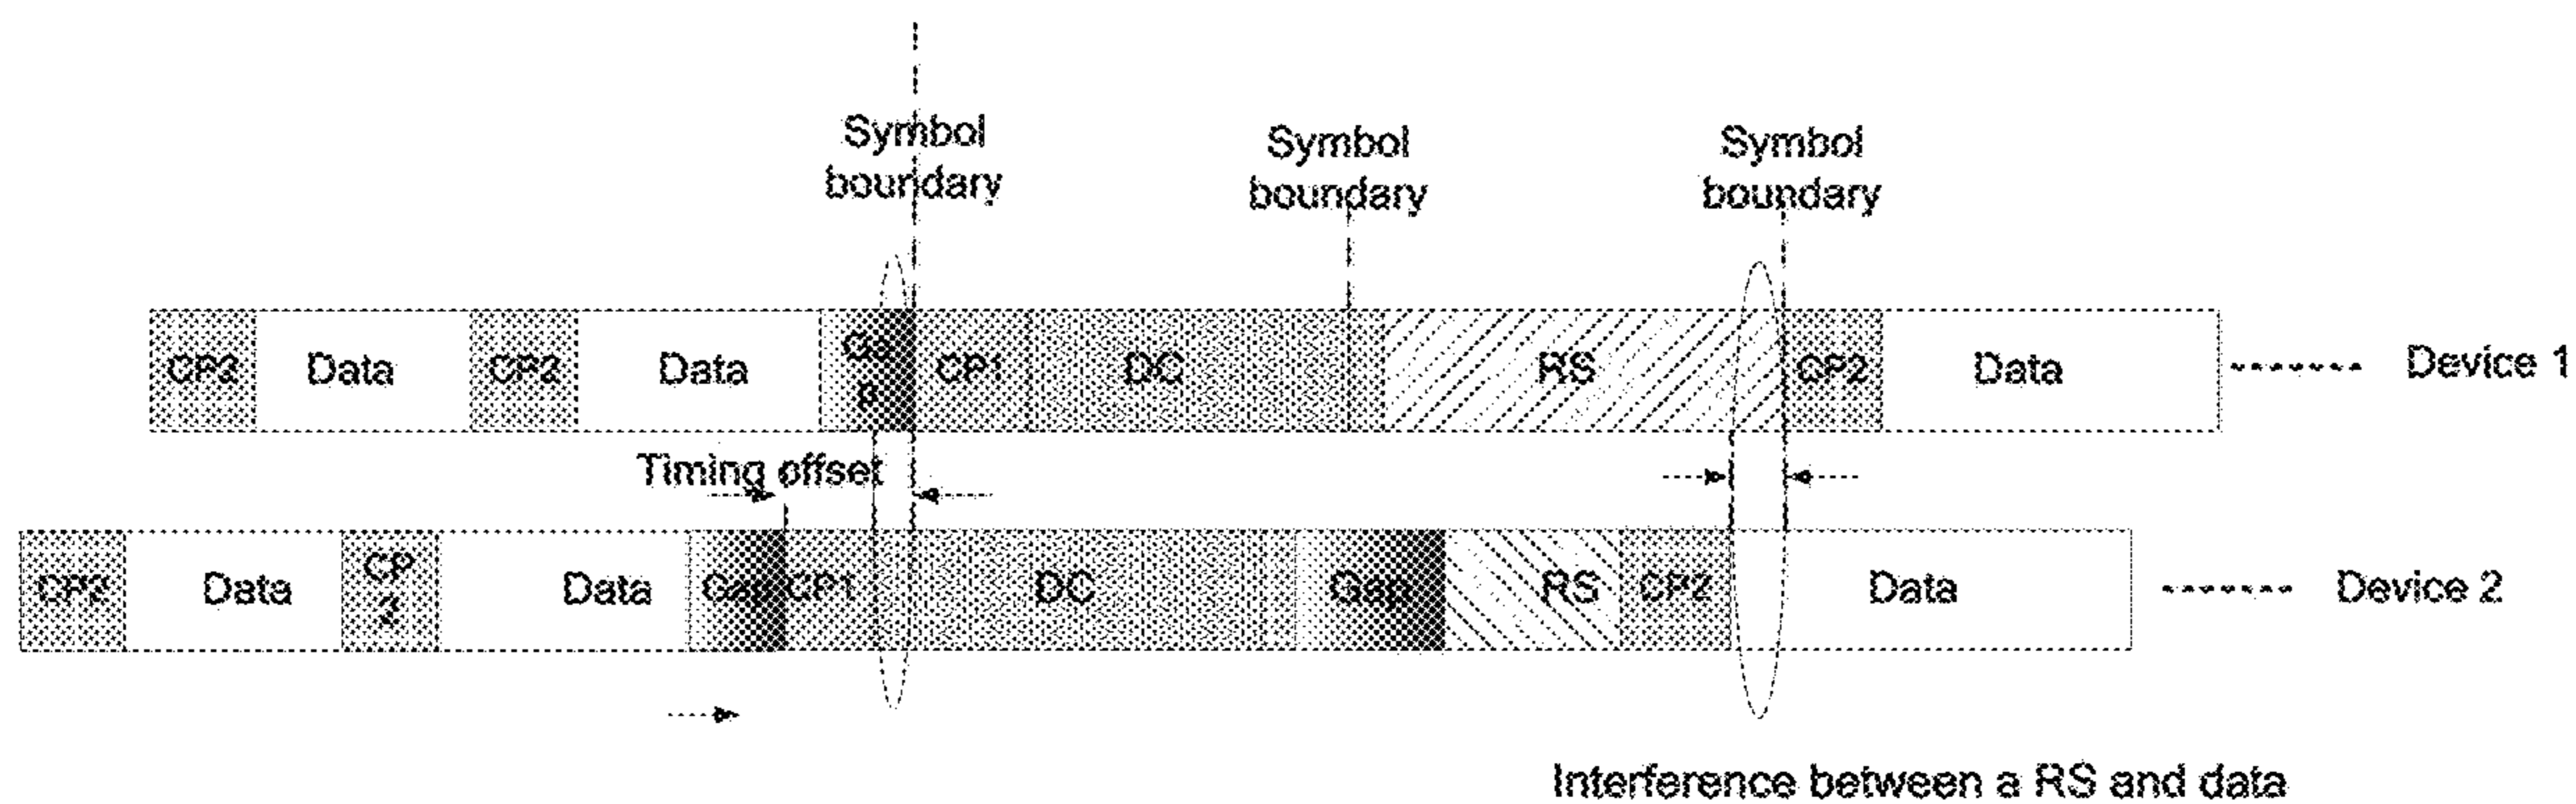 Symbol
boundary
Symbol
boundary
Symbol
boundary
CP2 Data CP2 Data Ga
p CP1 DC RS CP2 Data Device 1
Timing offset
CP2 Data CP
2 Data Gap CP1 DC Gap RS CP2 Data Device 2
Interference between a RS and data